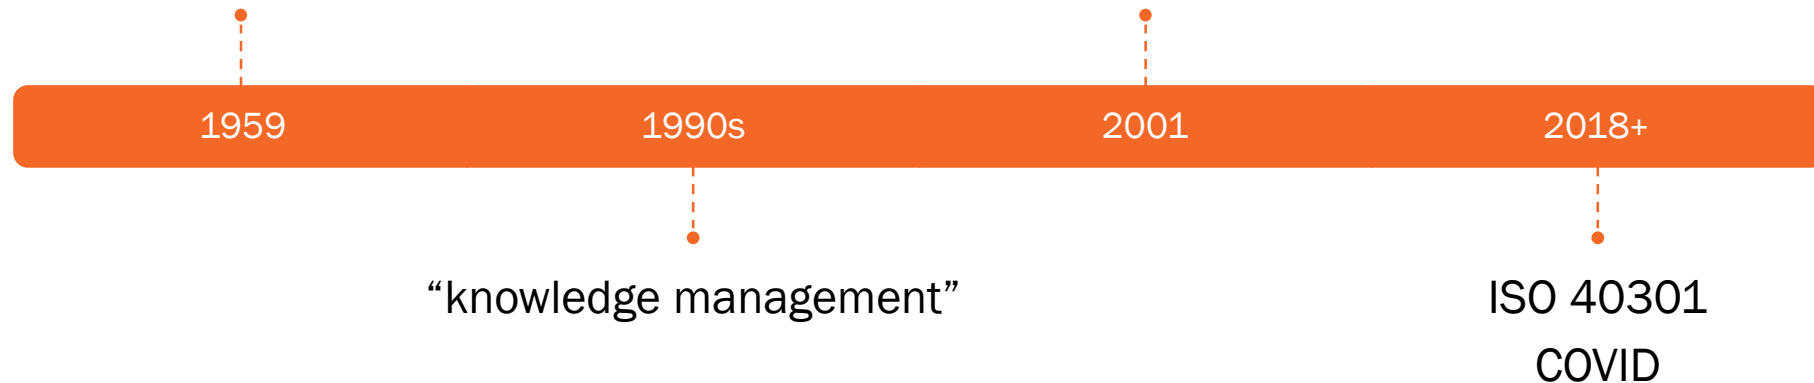 1959
1990s
2001
2018+
“knowledge management”
ISO 40301
COVID